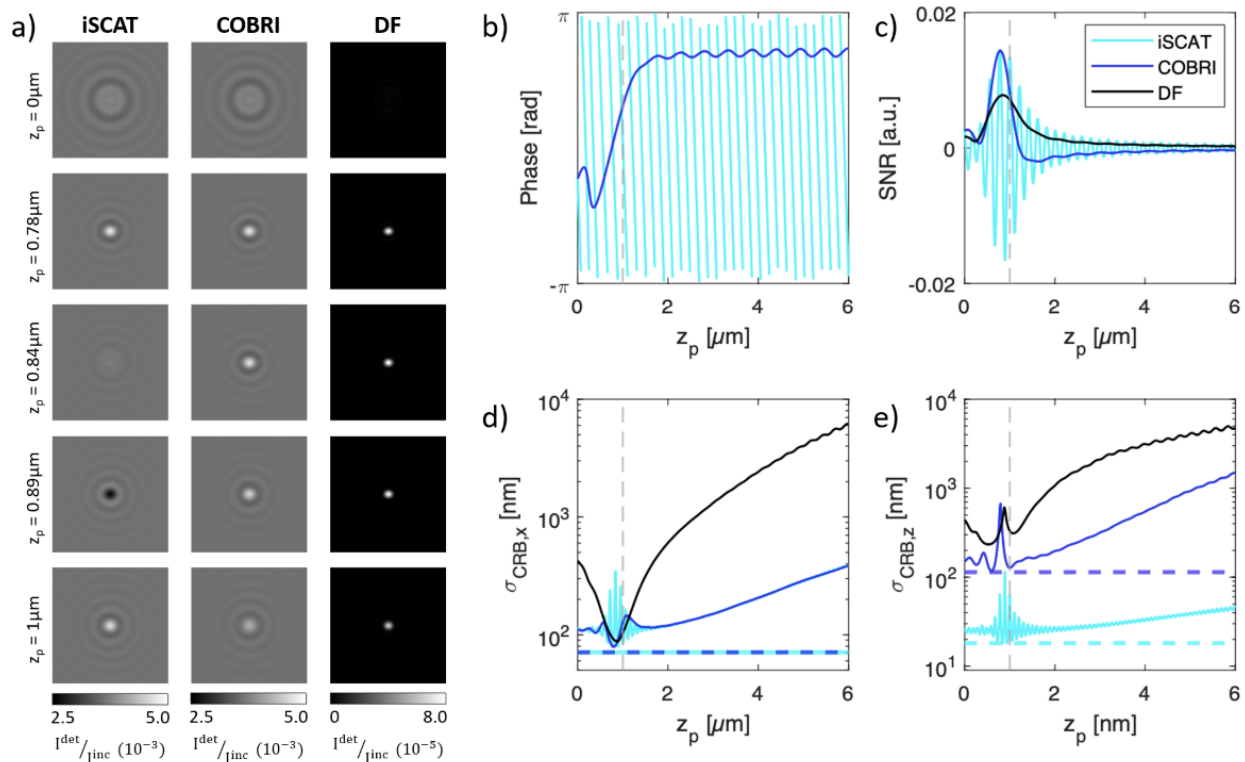 a)
iSCAT
COBRI
DF
z_p = 0μm
z_p = 0.78μm
z_p = 0.84μm
z_p = 0.89μm
z_p = 1μm
2.5
5.0
2.5
5.0
0
8.0
I^det/I^inc (10^-3)
I^det/I^inc (10^-3)
I^det/I^inc (10^-5)
b)
π
Phase [rad]
-π
0
2
4
6
z_p [μm]
c)
0.02
SNR [a.u.]
0
-0.02
iSCAT
COBRI
DF
0
2
4
6
z_p [μm]
d)
10^4
10^3
10^2
σ_CRB,x [nm]
0
2
4
6
z_p [μm]
e)
10^4
10^3
10^2
10^1
σ_CRB,z [nm]
0
2
4
6
z_p [nm]